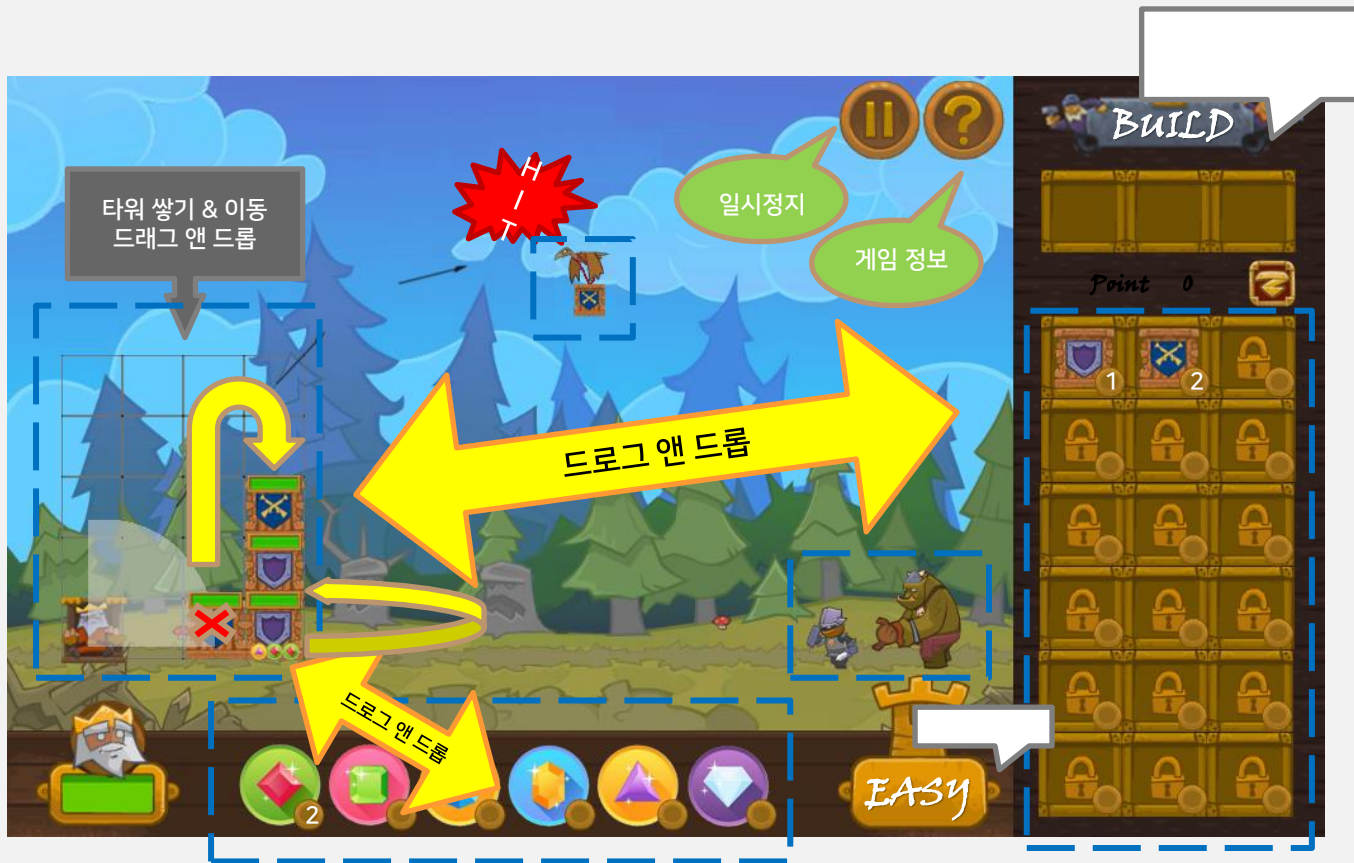 BUILD
HIT
일시정지
타워 쌓기 & 이동
드래그 앤 드롭
게임 정보
Point 0
1
2
드로그 앤 드롭
드로그 앤 드롭
2
EASY